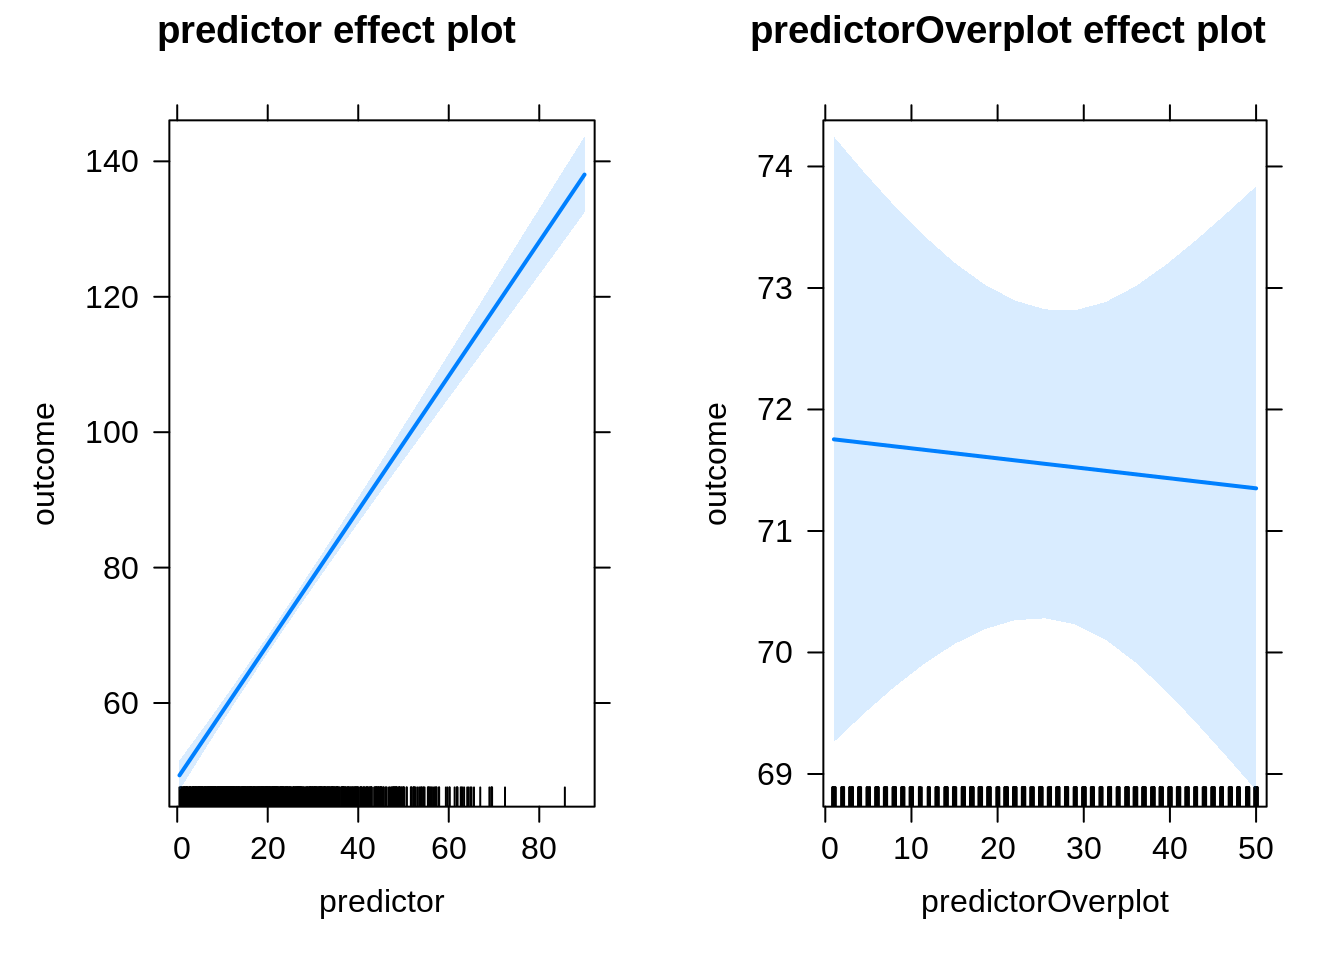 predictor effect plot
140
120
100
80
60
outcome
0 20 40 60 80
predictor
predictorOverplot effect plot
74
73
72
71
70
69
outcome
0 10 20 30 40 50
predictorOverplot